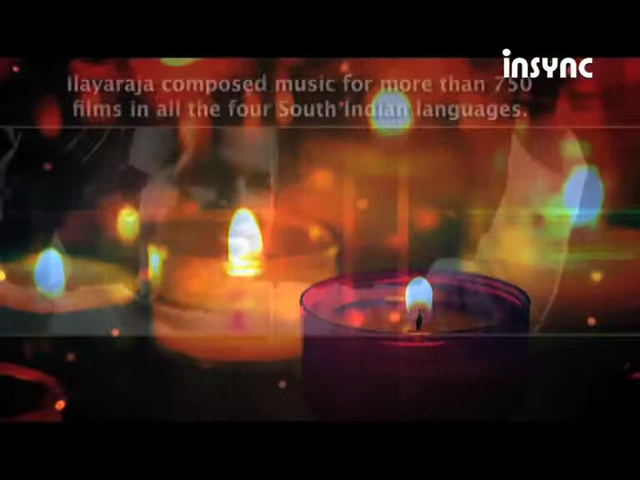 insync
Ilayaraja composed music for more than 750
films in all the four South Indian languages.